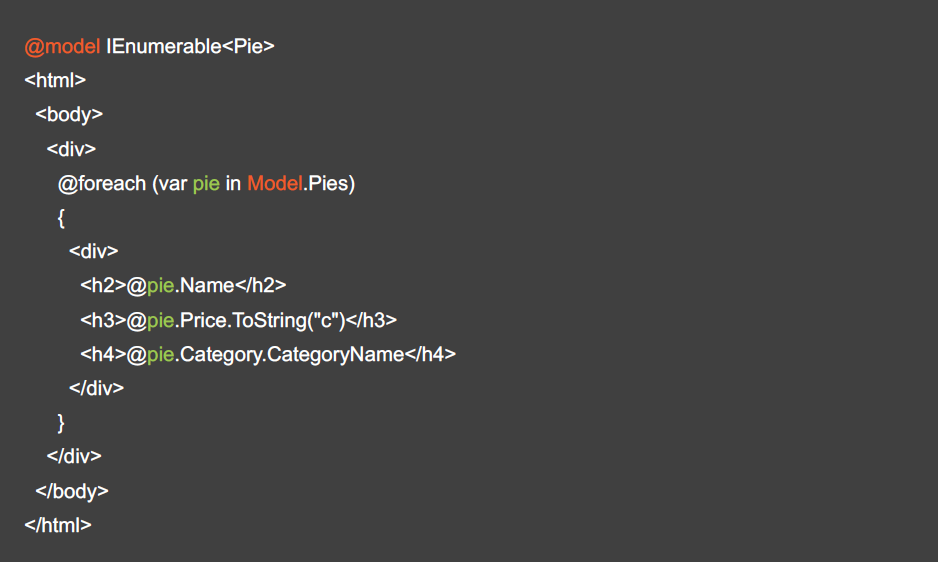 @model IEnumerable<Pie>
<html>
<body>
<div>
@foreach (var pie in Model.Pies)
{
<div>
<h2>@pie.Name</h2>
<h3>@pie.Price.ToString("c")</h3>
<h4>@pie.Category.CategoryName</h4>
</div>
}
</div>
</body>
</html>